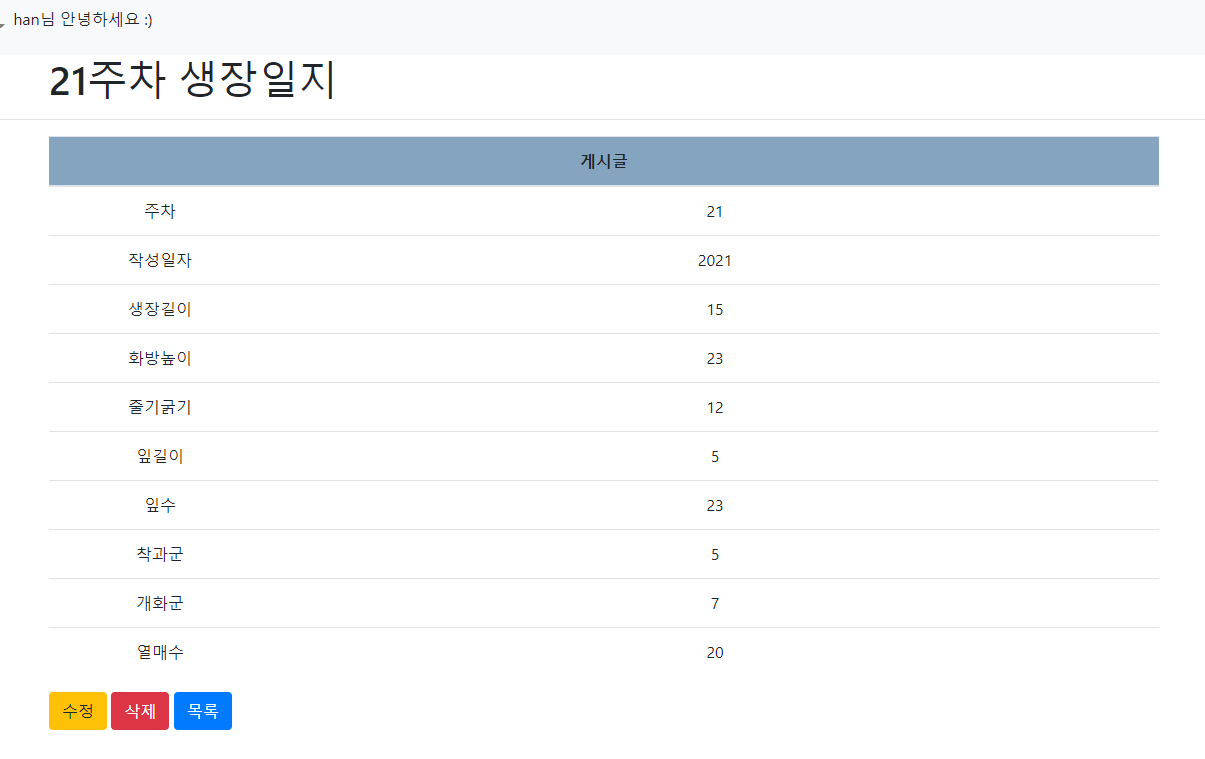 han님 안녕하세요 :)
21주차 생장일지
게시글
주차 21
작성일자 2021
생장길이 15
화방높이 23
줄기굵기 12
잎길이 5
잎수 23
착과군 5
개화군 7
열매수 20
수정 삭제 목록